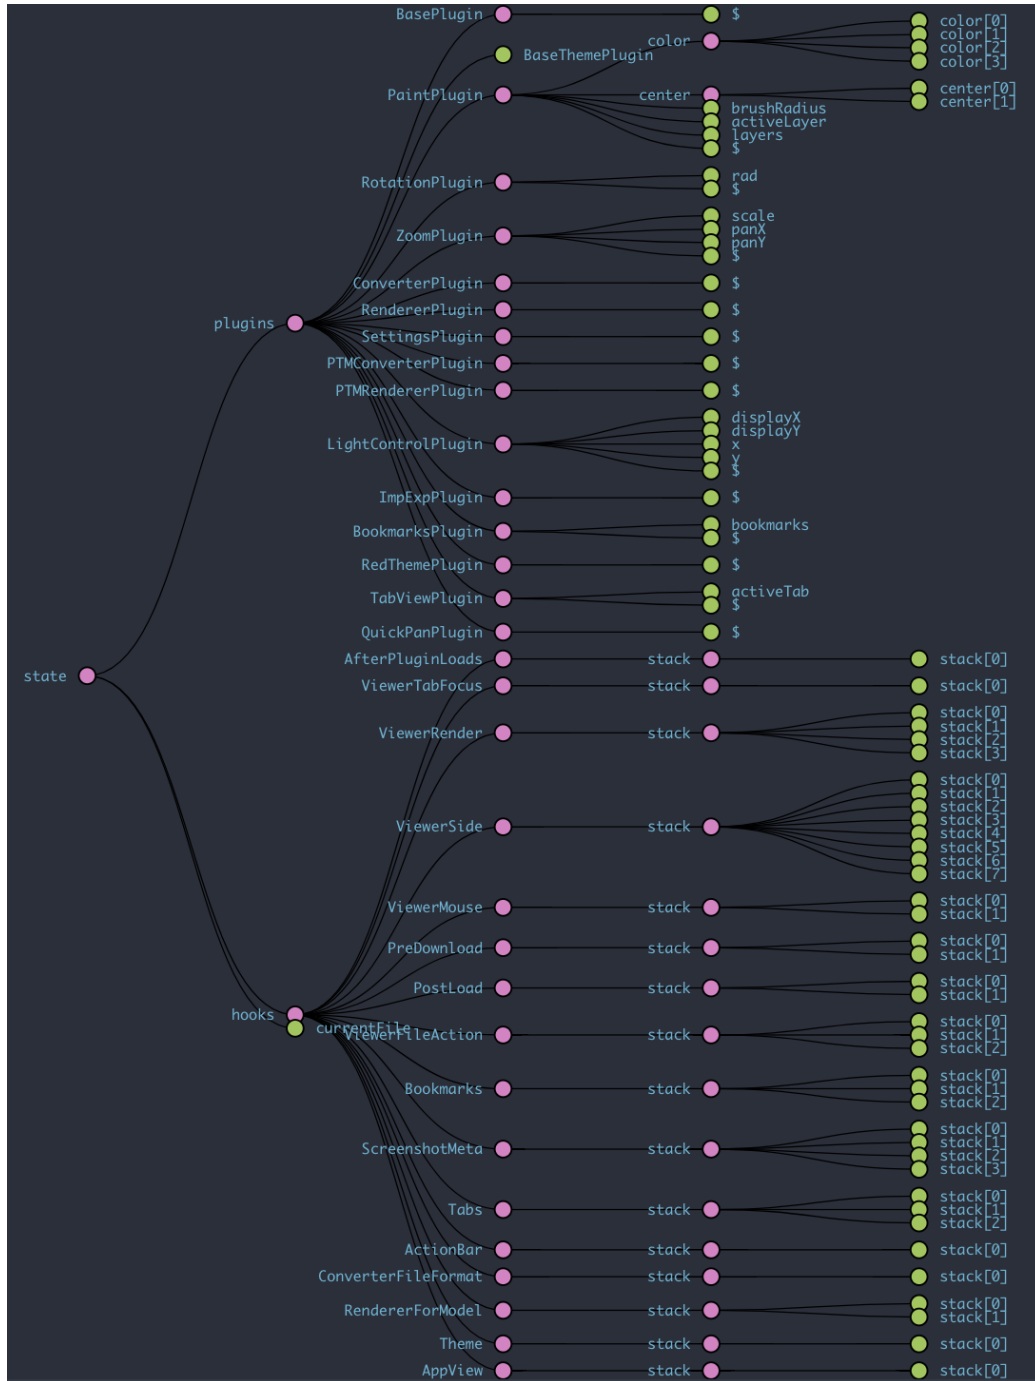 BasePlugin $
color[0]
color[1]
color color[2]
color[3]
BaseThemePlugin
PaintPlugin center center[0]
center[1]
brushRadius
activeLayer
layers
$
RotationPlugin rad
$
scale
panX
ZoomPlugin panY
$
ConverterPlugin $
RendererPlugin $
plugins
SettingsPlugin $
PTMConverterPlugin $
PTMRendererPlugin $
displayX
displayY
LightControlPlugin x
y
$
ImpExpPlugin $
bookmarks
BookmarksPlugin $
RedThemePlugin $
activeTab
TabViewPlugin $
QuickPanPlugin $
AfterPluginLoads stack stack[0]
state
ViewerTabFocus stack stack[0]
stack[0]
stack[1]
ViewerRender stack stack[2]
stack[3]
stack[0]
stack[1]
stack[2]
stack[3]
ViewerSide stack stack[4]
stack[5]
stack[6]
stack[7]
ViewerMouse stack stack[0]
stack[1]
PreDownload stack stack[0]
stack[1]
PostLoad stack stack[0]
stack[1]
hooks
currentFile
stack[0]
ViewerFileAction stack stack[1]
stack[2]
stack[0]
Bookmarks stack stack[1]
stack[2]
stack[0]
stack[1]
ScreenshotMeta stack stack[2]
stack[3]
stack[0]
Tabs stack stack[1]
stack[2]
ActionBar stack stack[0]
ConverterFileFormat stack stack[0]
RendererForModel stack stack[0]
stack[1]
Theme stack stack[0]
AppView stack stack[0]